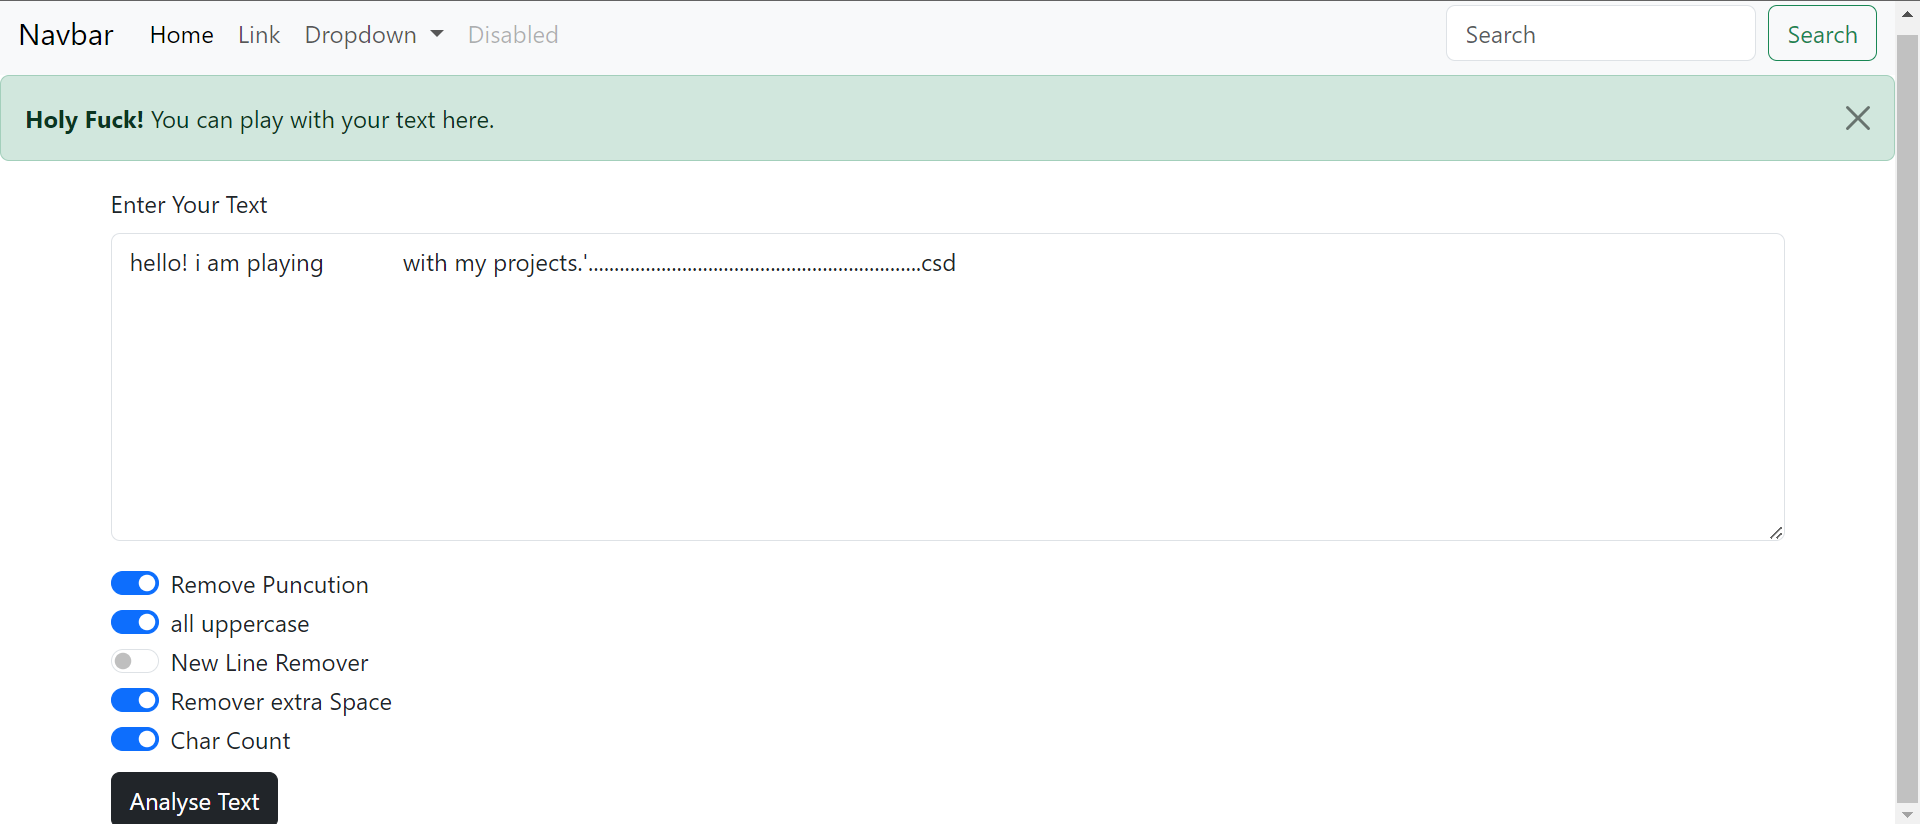 Navbar Home Link Dropdown Disabled Search Search
Holy Fuck! You can play with your text here.
Enter Your Text
hello! i am playing            with my projects.'................................................................csd
Remove Puncution
all uppercase
New Line Remover
Remover extra Space
Char Count
Analyse Text